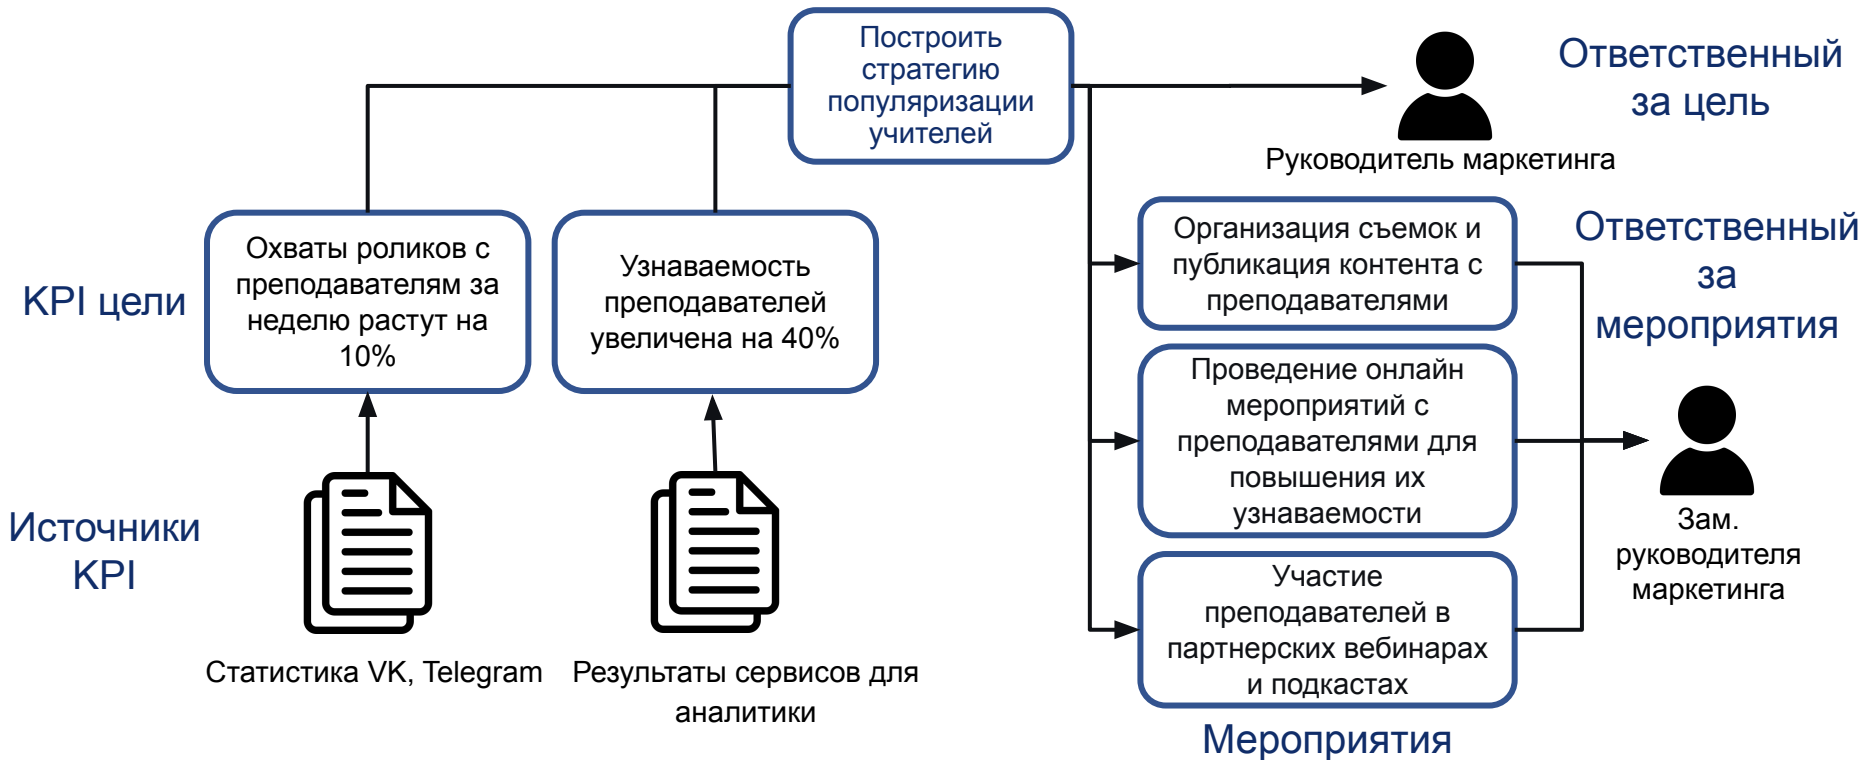 Построить
стратегию
популяризации
учителей
Ответственный
за цель
Руководитель маркетинга
KPI цели
Охваты роликов с
преподавателям за
неделю растут на
10%
Узнаваемость
преподавателей
увеличена на 40%
Организация съемок и
публикация контента с
преподавателями
Ответственный
за
мероприятия
Проведение онлайн
мероприятий с
преподавателями для
повышения их
узнаваемости
Зам.
руководителя
маркетинга
Источники
KPI
Статистика VK, Telegram
Результаты сервисов для
аналитики
Участие
преподавателей в
партнерских вебинарах
и подкастах
Мероприятия